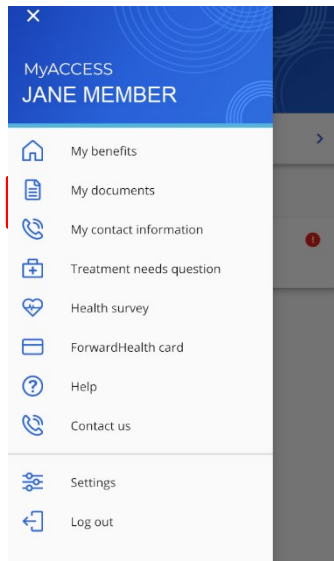 MyACCESS
JANE MEMBER
My benefits
My documents
My contact information
Treatment needs question
Health survey
ForwardHealth card
Help
Contact us
Settings
Log out